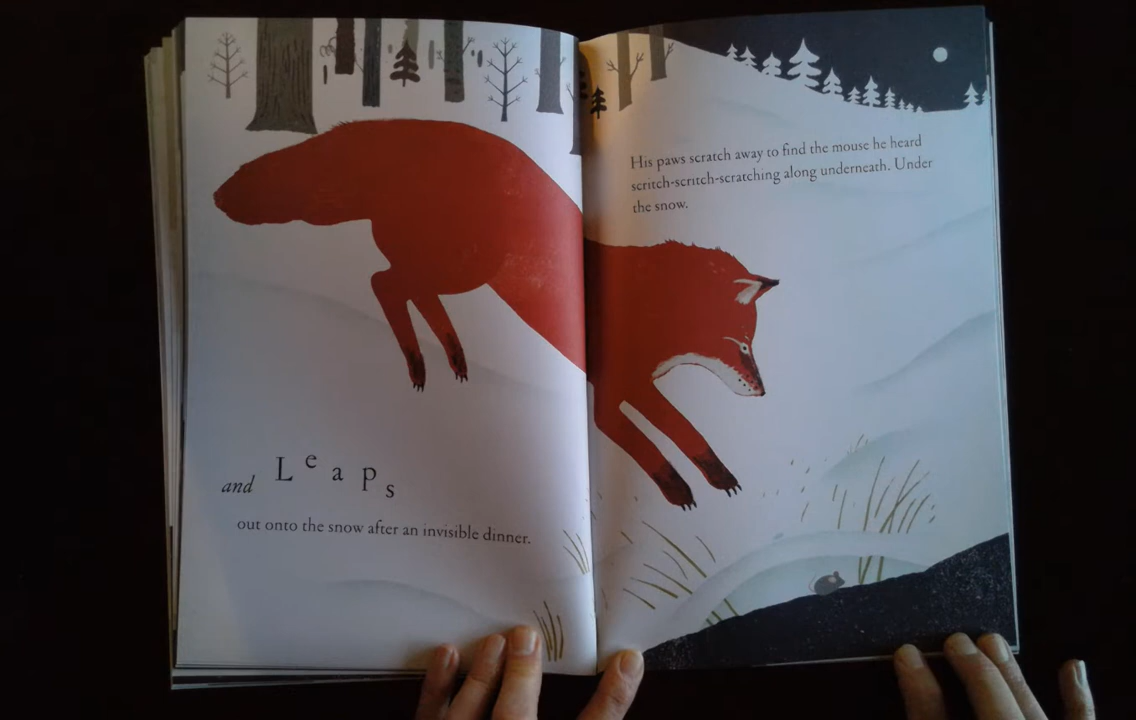 and Leaps
out onto the snow after an invisible dinner.
His paws scratch away to find the mouse he heard
scritch-scritch-scratching along underneath. Under
the snow.